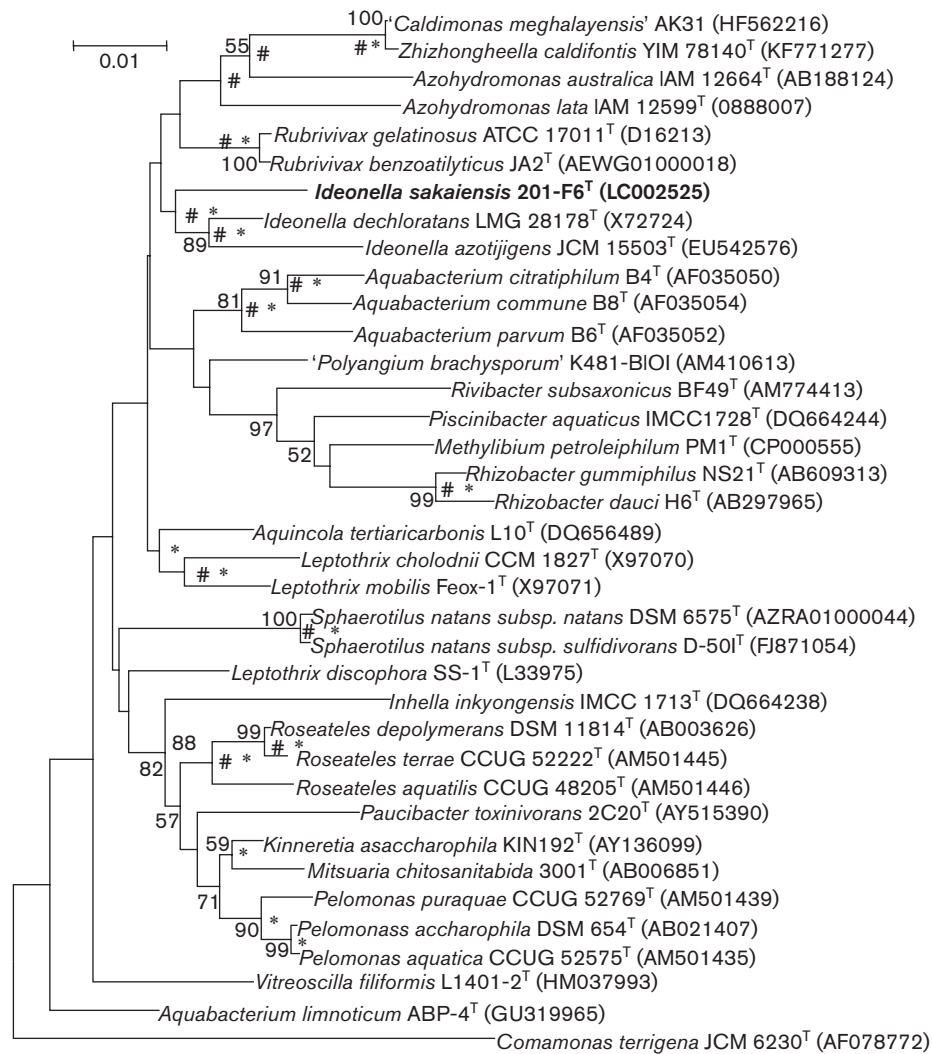 100 'Caldimonas meghalayensis' AK31 (HF562216)
55 # # * Zhizhongheella caldifontis YIM 78140T (KF771277)
0.01
# Azohydromonas australica IAM 12664T (AB188124)
Azohydromonas lata IAM 12599T (0888007)
# * Rubrivivax gelatinosus ATCC 17011T (D16213)
100 Rubrivivax benzoatilyticus JA2T (AEWG01000018)
Ideonella sakaiensis 201-F6T (LC002525)
# * Ideonella dechloratans LMG 28178T (X72724)
89 # * Ideonella azotijigens JCM 15503T (EU542576)
91 # * Aquabacterium citratiphilum B4T (AF035050)
81 # * Aquabacterium commune B8T (AF035054)
Aquabacterium parvum B6T (AF035052)
'Polyangium brachysporum' K481-BIOI (AM410613)
Rivibacter subsaxonicus BF49T (AM774413)
97 Piscinibacter aquaticus IMCC1728T (DQ664244)
52 Methylibium petroleiphilum PM1T (CP000555)
Rhizobacter gummiphilus NS21T (AB609313)
99 # * Rhizobacter dauci H6T (AB297965)
Aquincola tertiaricarbonis L10T (DQ656489)
* Leptothrix cholodnii CCM 1827T (X97070)
# * Leptothrix mobilis Feox-1T (X97071)
100 Sphaerotilus natans subsp. natans DSM 6575T (AZRA01000044)
# * Sphaerotilus natans subsp. sulfidivorans D-50IT (FJ871054)
Leptothrix discophora SS-1T (L33975)
Inhella inkyongensis IMCC 1713T (DQ664238)
88 99 Roseateles depolymerans DSM 11814T (AB003626)
82 # * # * Roseateles terrae CCUG 52222T (AM501445)
Roseateles aquatilis CCUG 48205T (AM501446)
57 Paucibacter toxinivorans 2C20T (AY515390)
59 * Kinneretia asaccharophila KIN192T (AY136099)
Mitsuaria chitosanitabida 3001T (AB006851)
71 Pelomonas puraquae CCUG 52769T (AM501439)
90 * Pelomonass accharophila DSM 654T (AB021407)
99 * Pelomonas aquatica CCUG 52575T (AM501435)
Vitreoscilla filiformis L1401-2T (HM037993)
Aquabacterium limnoticum ABP-4T (GU319965)
Comamonas terrigena JCM 6230T (AF078772)